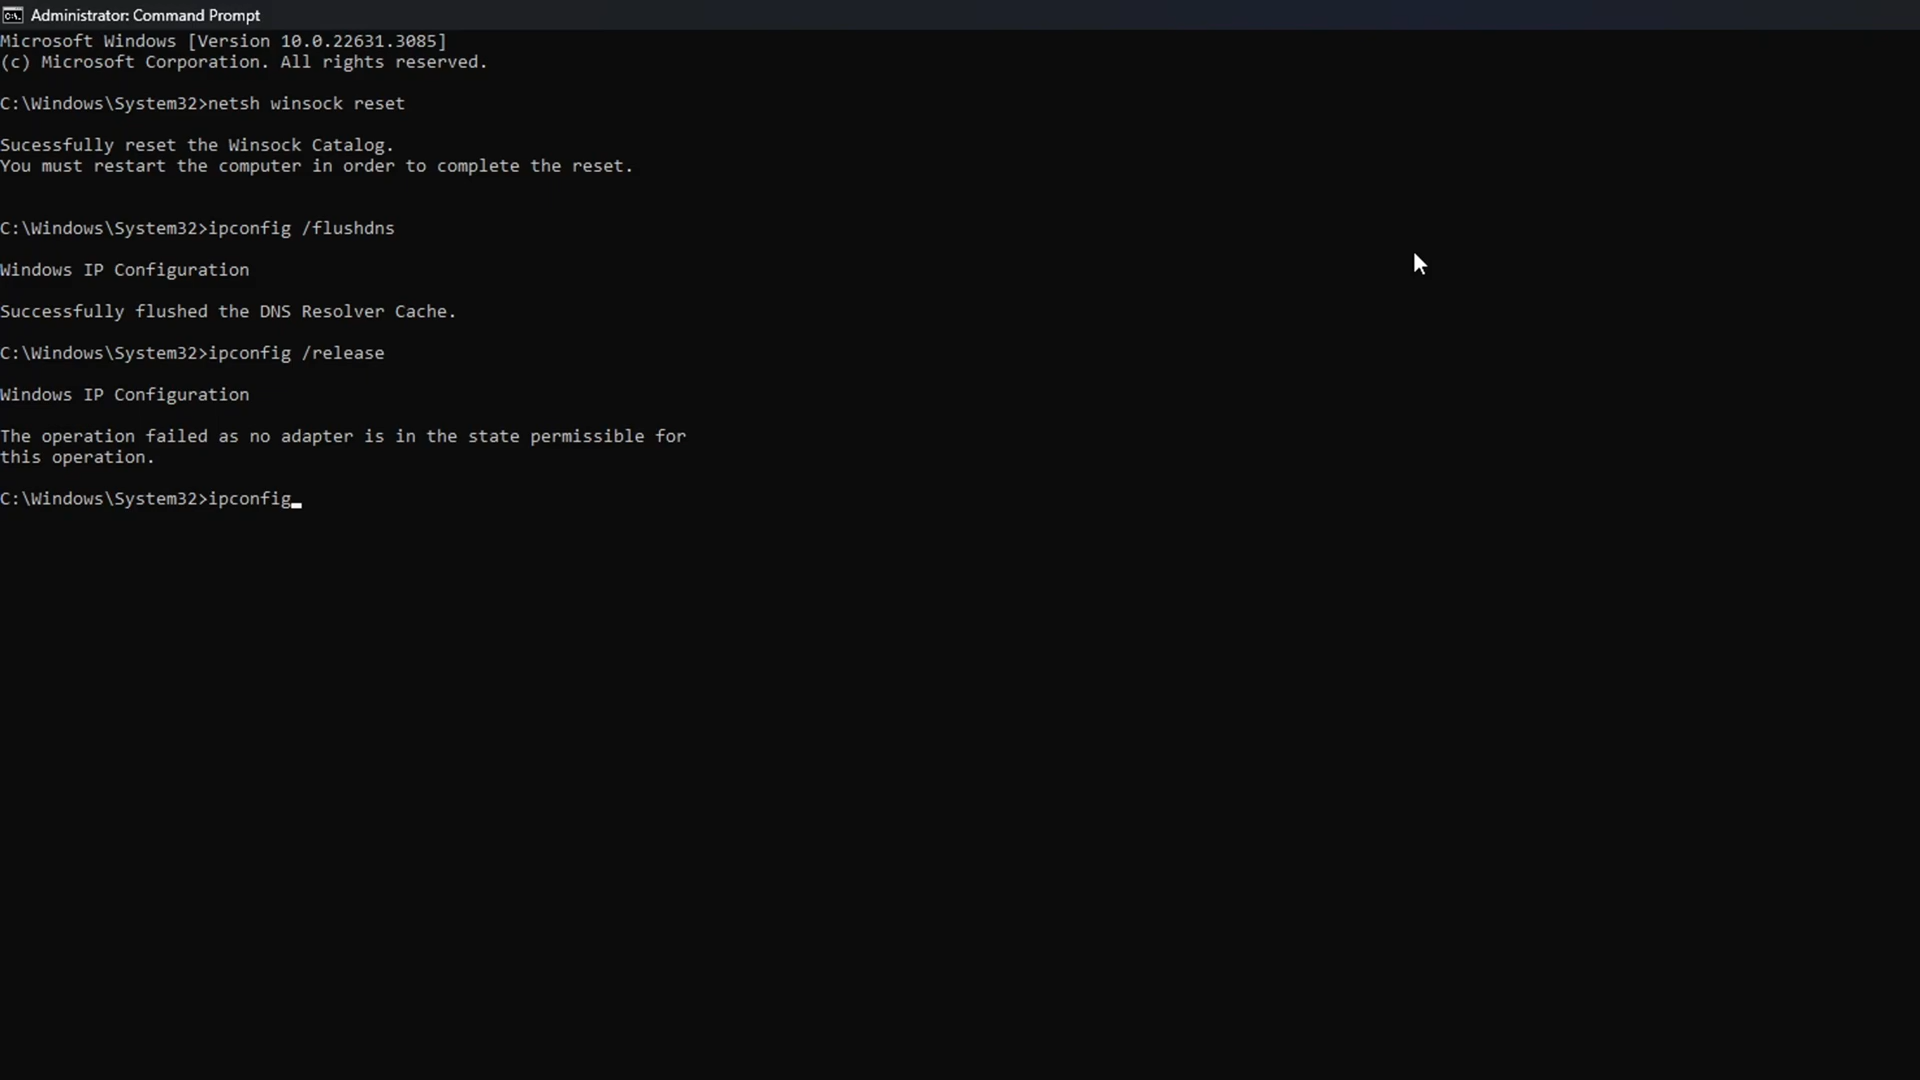 Administrator: Command Prompt
Microsoft Windows [Version 10.0.22631.3085]
(c) Microsoft Corporation. All rights reserved.
C:\Windows\System32>netsh winsock reset
Sucessfully reset the Winsock Catalog.
You must restart the computer in order to complete the reset.
C:\Windows\System32>ipconfig /flushdns
Windows IP Configuration
Successfully flushed the DNS Resolver Cache.
C:\Windows\System32>ipconfig /release
Windows IP Configuration
The operation failed as no adapter is in the state permissible for
this operation.
C:\Windows\System32>ipconfig